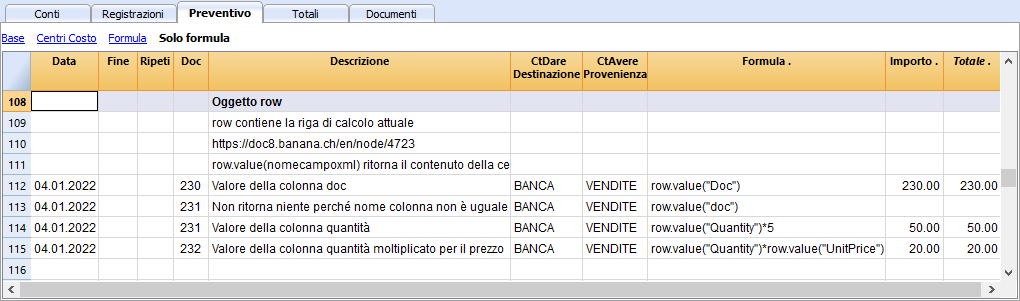 Conti Registrazioni Preventivo Totali Documenti
Base Centri Costo Formula Solo formula
Data Fine Ripeti Doc Descrizione CtDare Destinazione CtAvere Provenienza Formula . Importo . Totale .
108 Oggetto row
109 row contiene la riga di calcolo attuale
110 https://doc8.banana.ch/en/node/4723
111 row.value(nomecampoxml) ritorna il contenuto della ce
112 04.01.2022 230 Valore della colonna doc BANCA VENDITE row.value("Doc") 230.00 230.00
113 04.01.2022 231 Non ritorna niente perché nome colonna non è uguale BANCA VENDITE row.value("doc")
114 04.01.2022 231 Valore della colonna quantità BANCA VENDITE row.value("Quantity")*5 50.00 50.00
115 04.01.2022 232 Valore della colonna quantità moltiplicato per il prezzo BANCA VENDITE row.value("Quantity")*row.value("UnitPrice") 20.00 20.00
116